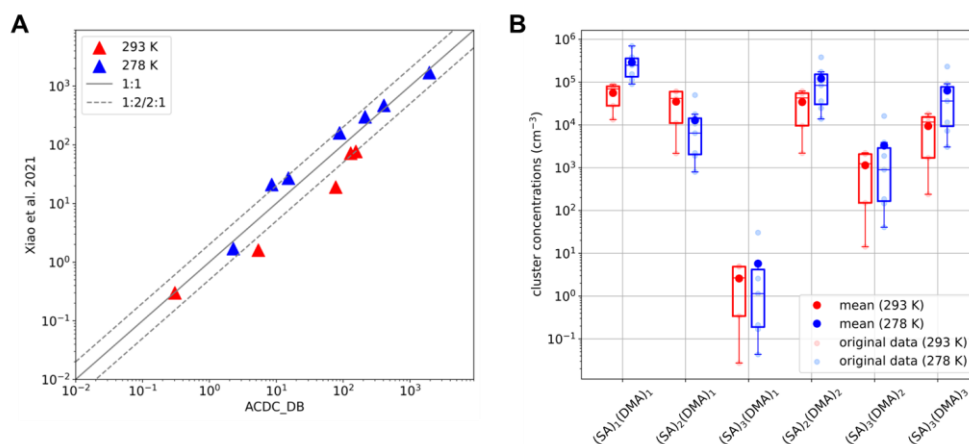 A
293 K
278 K
1:1
1:2/2:1
10³
10²
10¹
10⁰
10⁻¹
10⁻²
Xiao et al. 2021
10⁻² 10⁻¹ 10⁰ 10¹ 10² 10³
ACDC_DB
B
10⁶
10⁵
10⁴
10³
10²
10¹
10⁰
10⁻¹
cluster concentrations (cm⁻³)
mean (293 K)
mean (278 K)
original data (293 K)
original data (278 K)
(SA)₁(DMA)₁
(SA)₂(DMA)₁
(SA)₃(DMA)₁
(SA)₂(DMA)₂
(SA)₃(DMA)₂
(SA)₃(DMA)₃